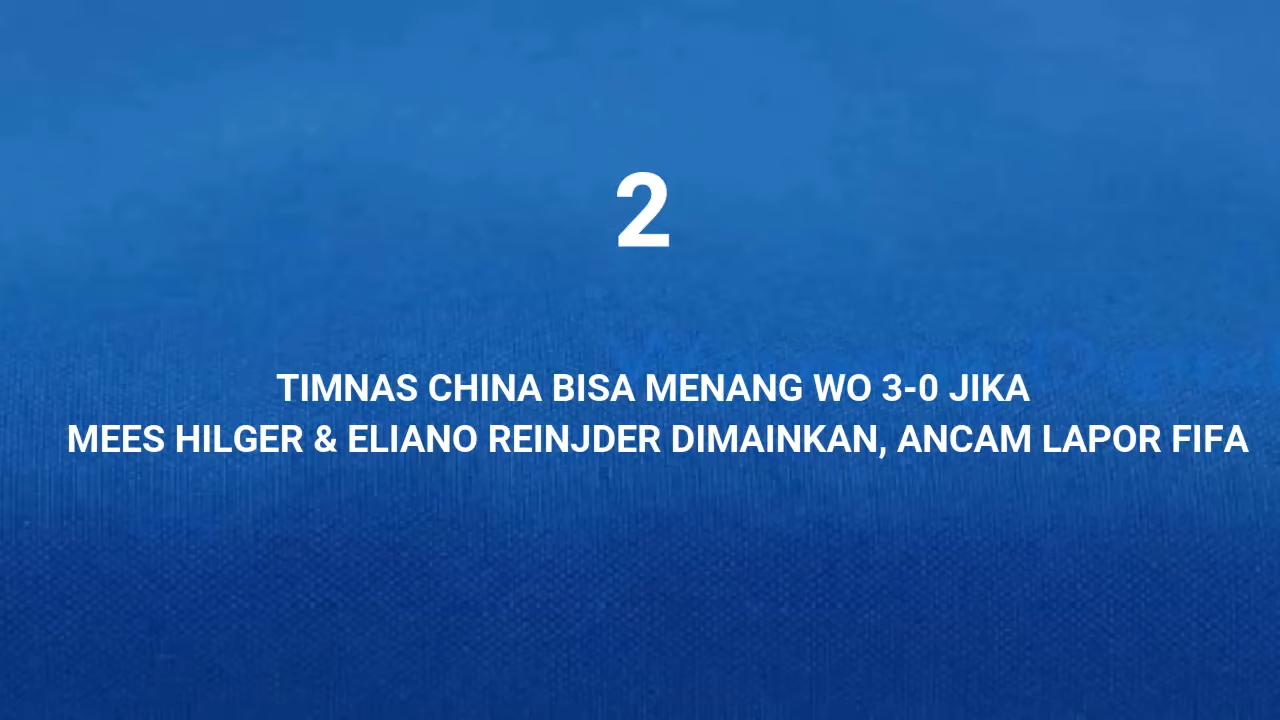 2
TIMNAS CHINA BISA MENANG WO 3-0 JIKA
MEES HILGER & ELIANO REINJDER DIMAINKAN, ANCAM LAPOR FIFA